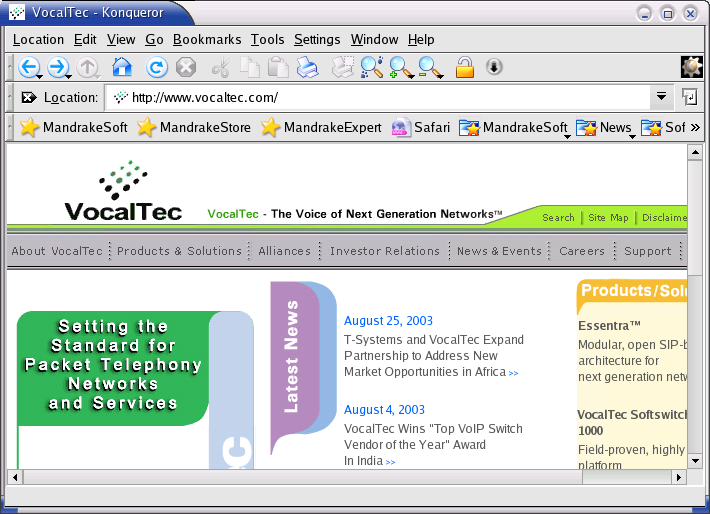 VocalTec - Konqueror
Location Edit View Go Bookmarks Tools Settings Window Help
Location: http://www.vocaltec.com/
MandrakeSoft MandrakeStore MandrakeExpert Safari MandrakeSoft News Sof »
VocalTec VocalTec - The Voice of Next Generation Networks™
Search | Site Map | Disclaime
About VocalTec Products & Solutions Alliances Investor Relations News & Events Careers Support
Setting the
Standard for
Packet Telephony
Networks
and Services
Latest News
August 25, 2003
T-Systems and VocalTec Expand
Partnership to Address New
Market Opportunities in Africa >>
August 4, 2003
VocalTec Wins "Top VoIP Switch
Vendor of the Year" Award
In India >>
Products/Solu
Essentra™
Modular, open SIP-b
architecture for
next generation netw
VocalTec Softswitch
1000
Field-proven, highly
platform